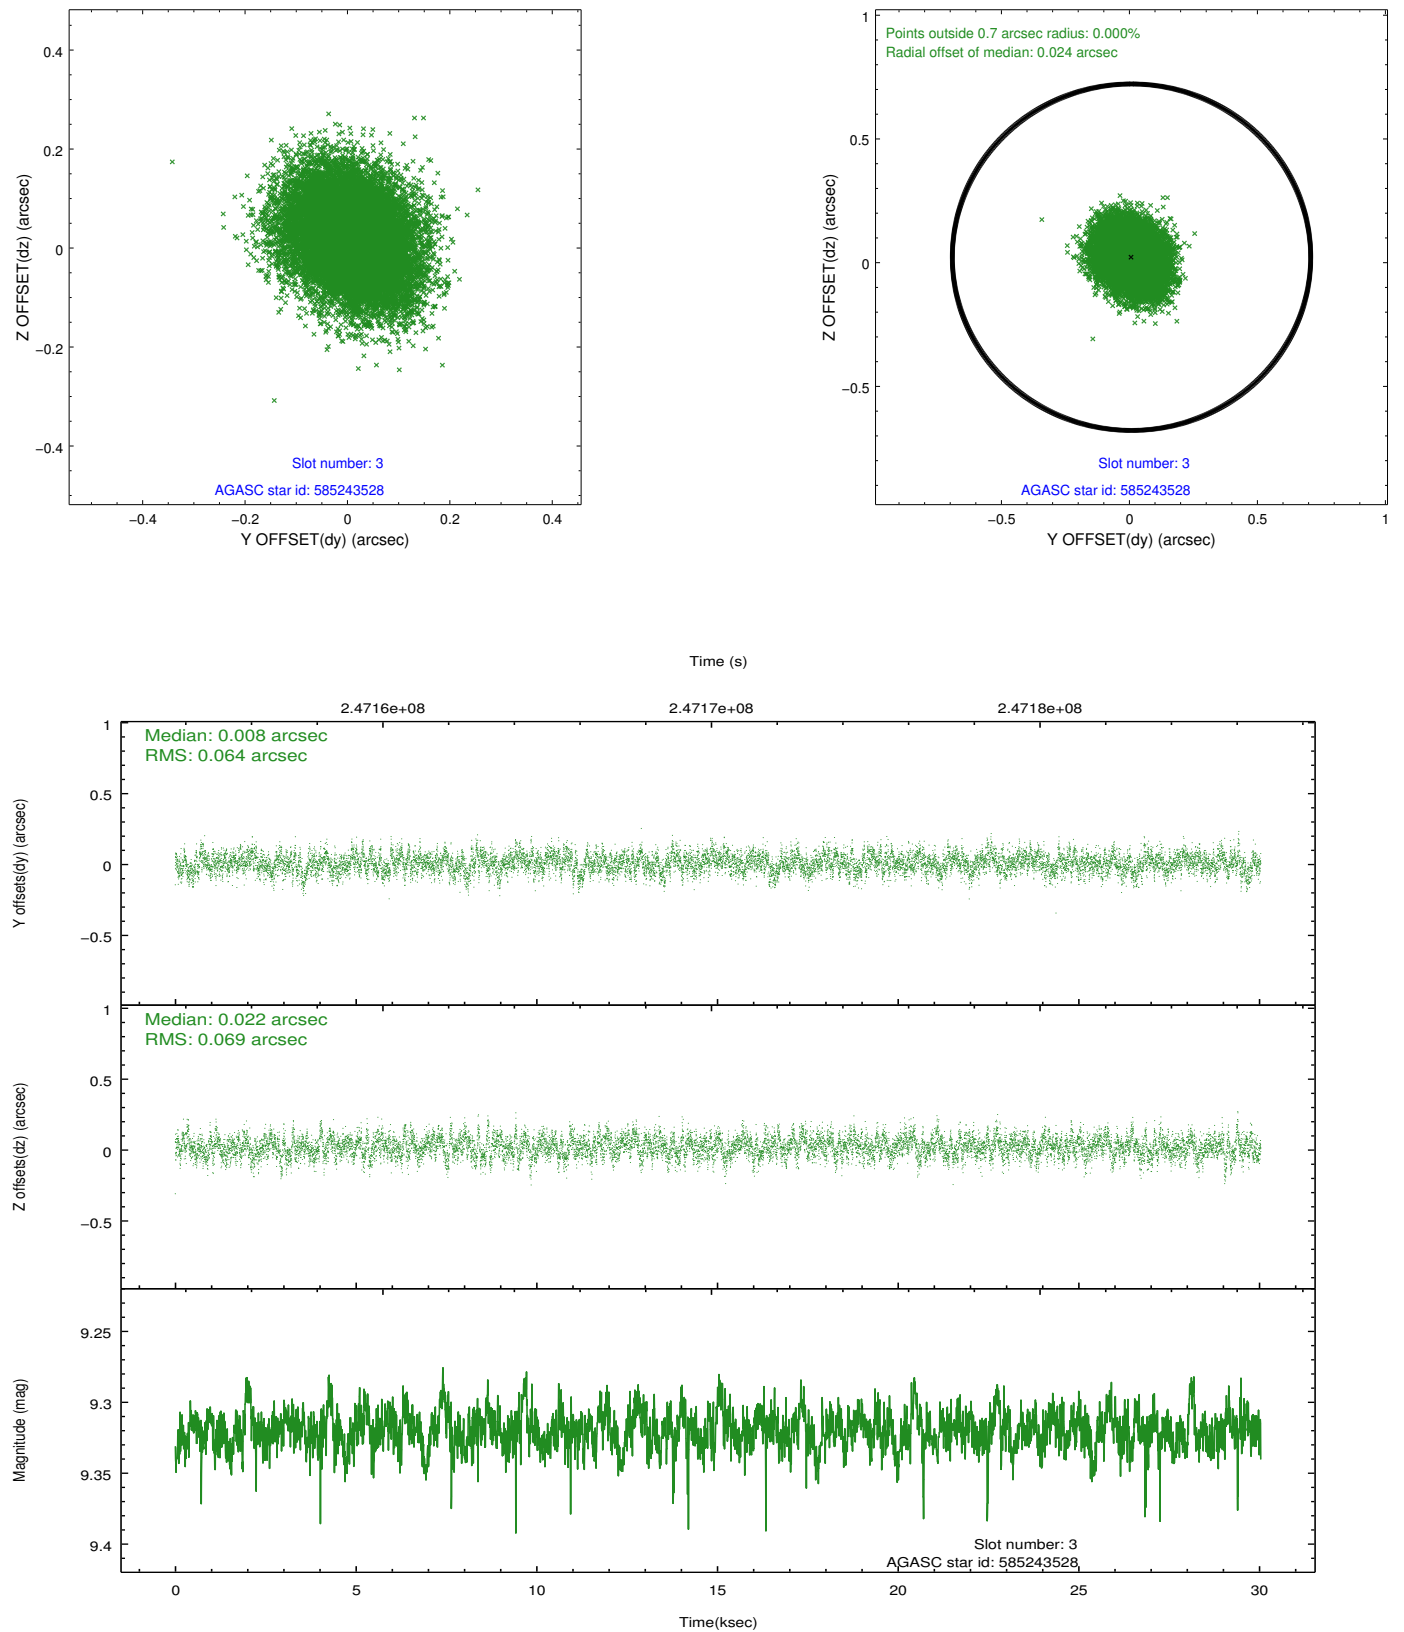 0.4
0.2
0
−0.2
−0.4
Z OFFSET(dz) (arcsec)
Slot number: 3
AGASC star id: 585243528
−0.4 −0.2 0 0.2 0.4
Y OFFSET(dy) (arcsec)
Points outside 0.7 arcsec radius: 0.000%
Radial offset of median: 0.024 arcsec
1
0.5
0
−0.5
Z OFFSET(dz) (arcsec)
Slot number: 3
AGASC star id: 585243528
−0.5 0 0.5 1
Y OFFSET(dy) (arcsec)
Time (s)
2.4716e+08 2.4717e+08 2.4718e+08
Median: 0.008 arcsec
RMS: 0.064 arcsec
1
0.5
0
−0.5
Y offsets(dy) (arcsec)
Median: 0.022 arcsec
RMS: 0.069 arcsec
1
0.5
0
−0.5
Z offsets(dz) (arcsec)
9.25
9.3
9.35
9.4
Magnitude (mag)
Slot number: 3
AGASC star id: 585243528
0 5 10 15 20 25 30
Time(ksec)